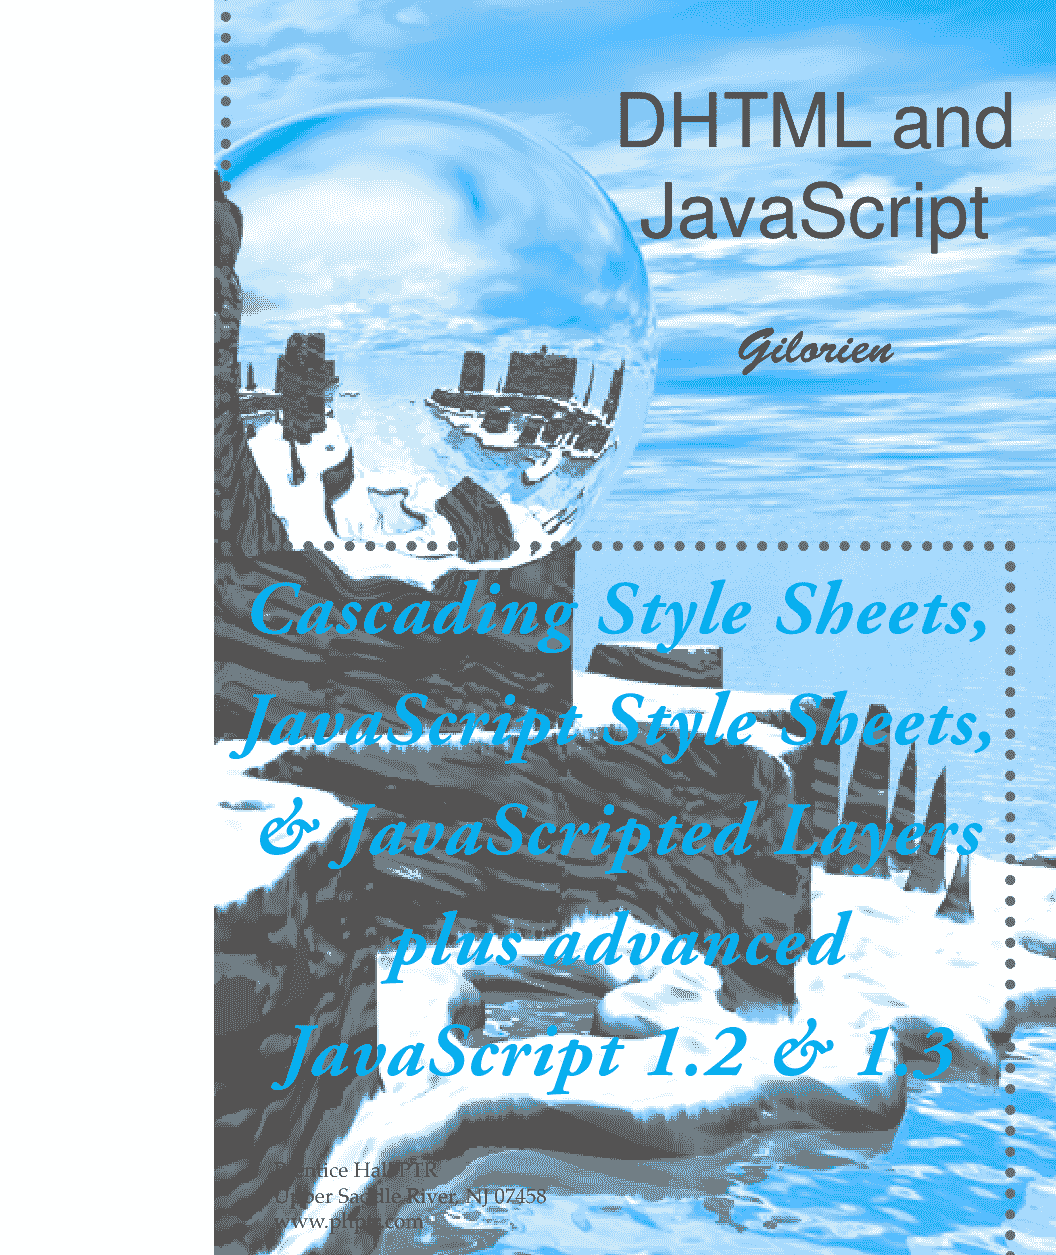 DHTML and
JavaScript
Gilorien
Cascading Style Sheets,
JavaScript Style Sheets,
& JavaScripted Layers
plus advanced
JavaScript 1.2 & 1.3
Prentice Hall PTR
Upper Saddle River, NJ 07458
www.phptr.com